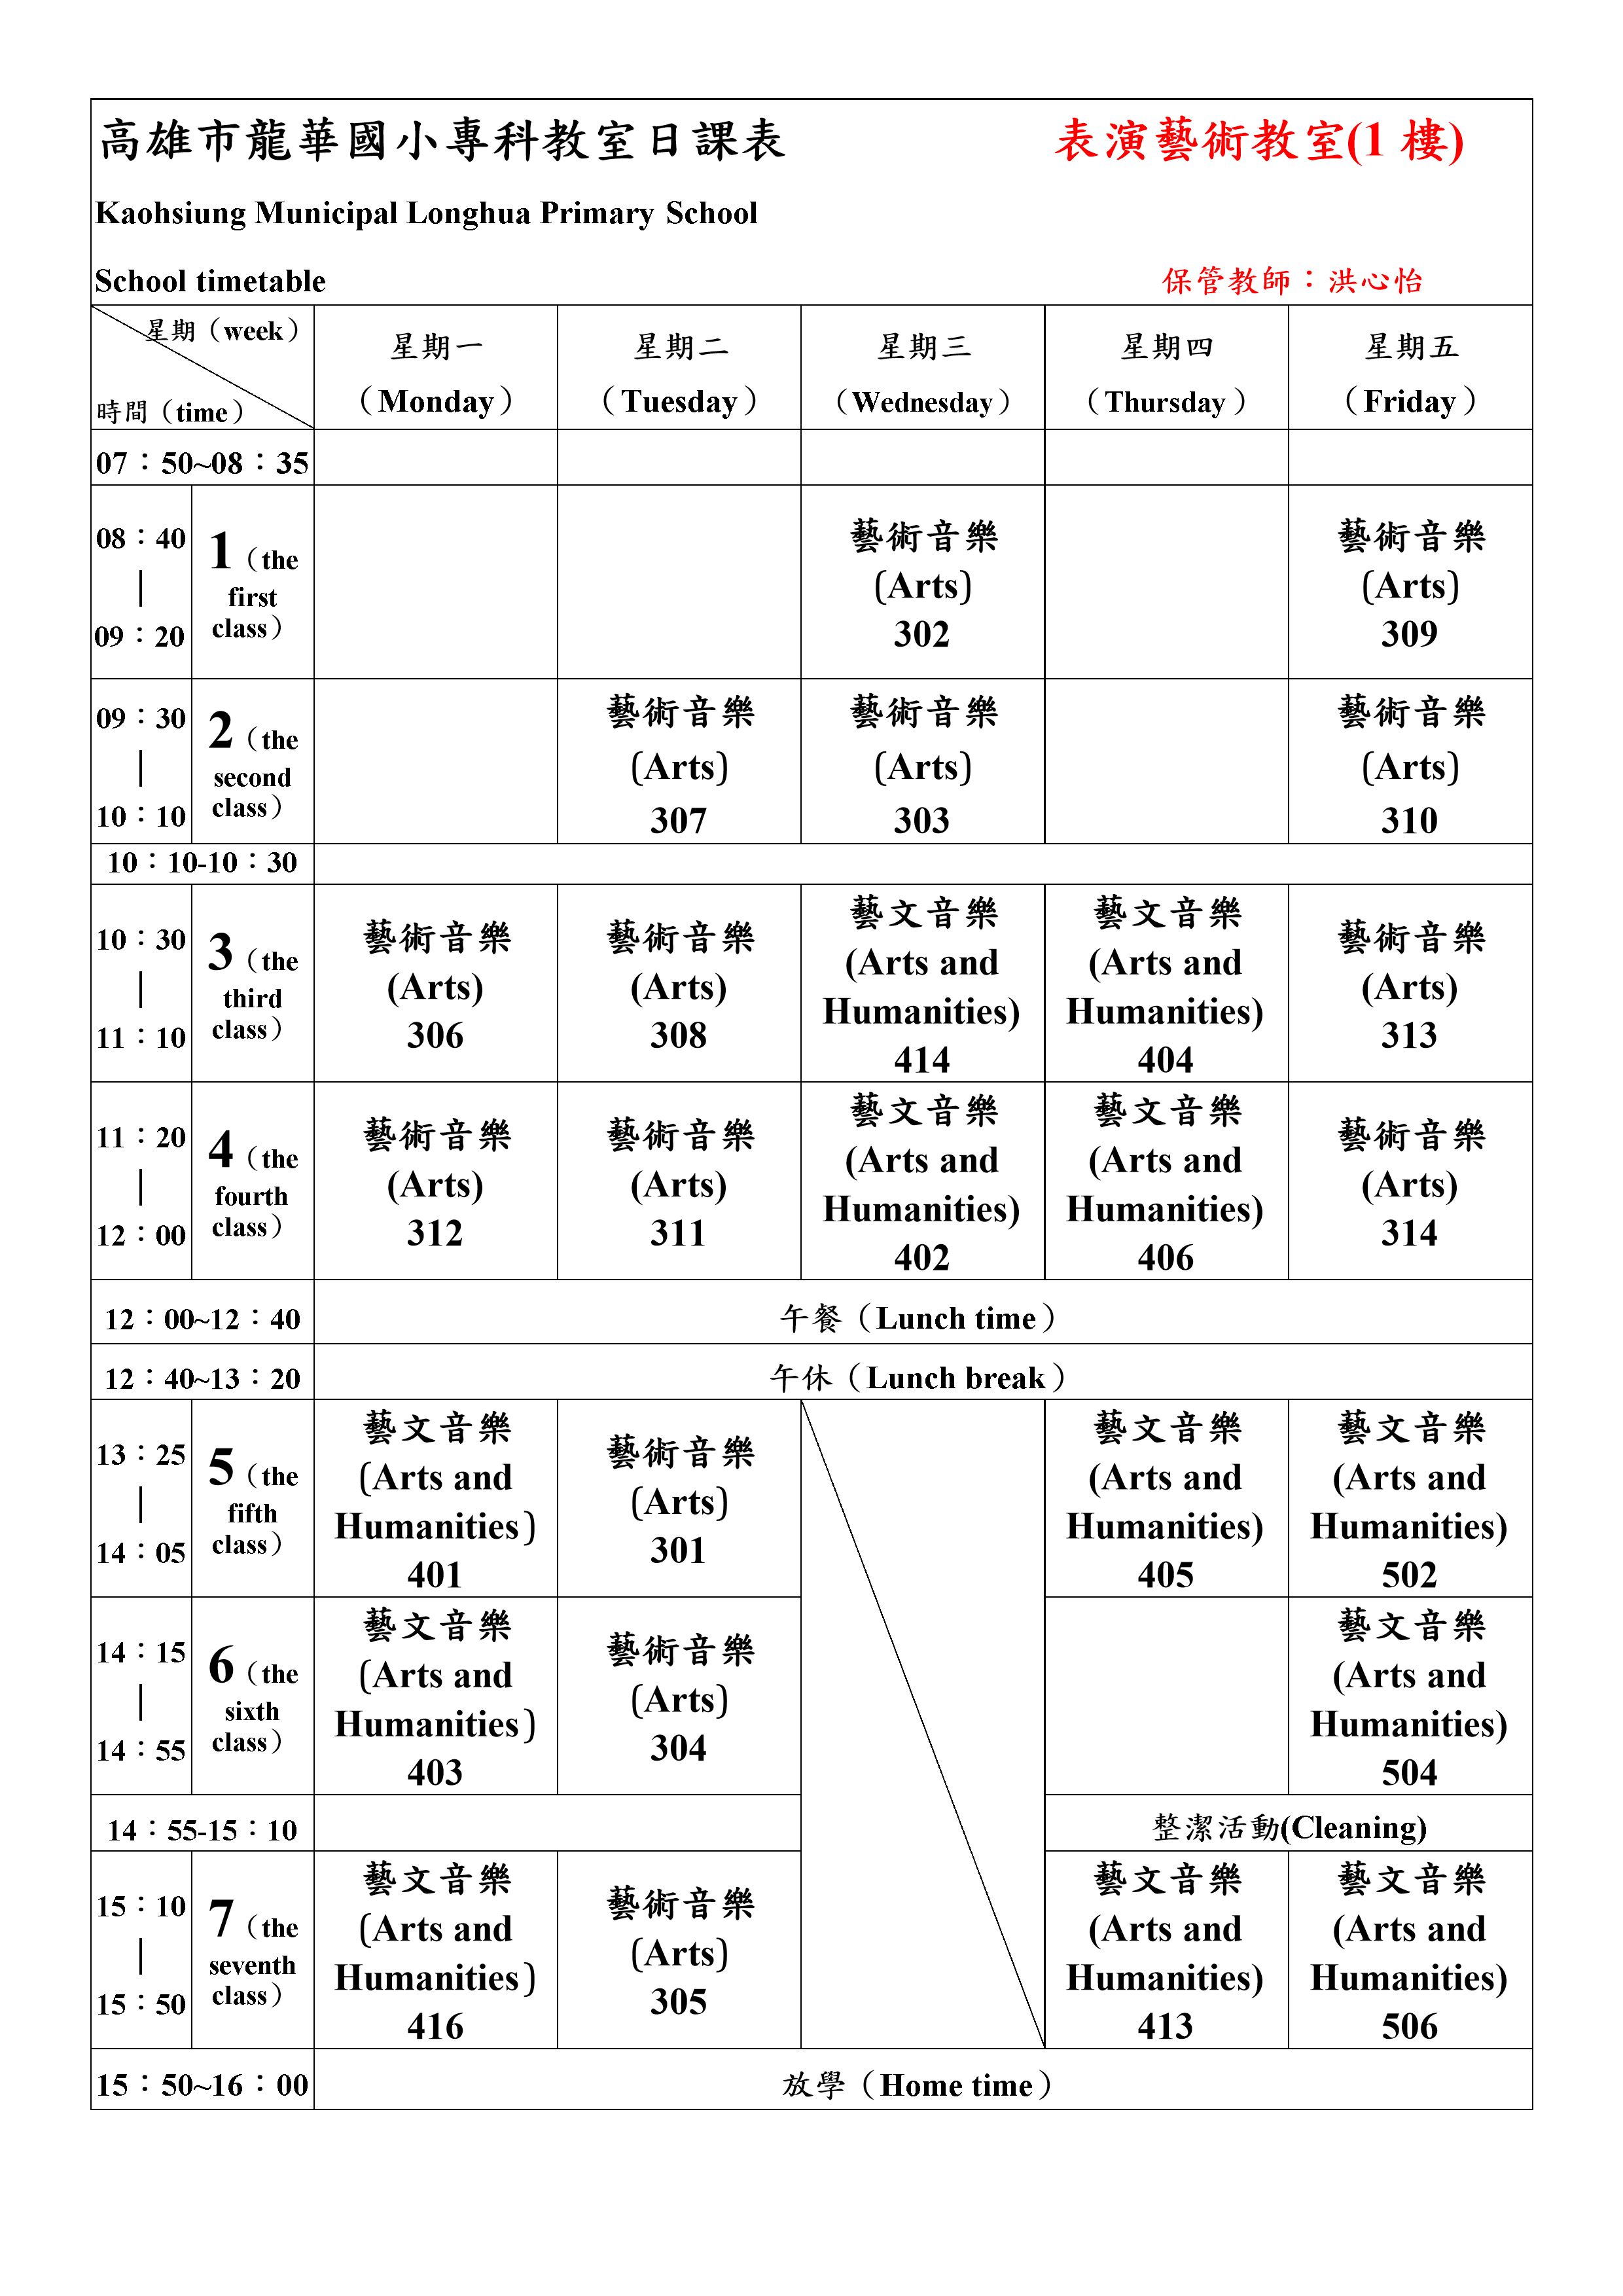 高雄市龍華國小專科教室日課表 表演藝術教室(1 樓)
Kaohsiung Municipal Longhua Primary School
School timetable 保管教師：洪心怡
星期（week）
時間（time）
星期一
（Monday）
星期二
（Tuesday）
星期三
（Wednesday）
星期四
（Thursday）
星期五
（Friday）
07：50~08：35
08：40
｜
09：20
1（the
first
class）
藝術音樂
(Arts)
302
藝術音樂
(Arts)
309
09：30
｜
10：10
2（the
second
class）
藝術音樂
(Arts)
307
藝術音樂
(Arts)
303
藝術音樂
(Arts)
310
10：10-10：30
10：30
｜
11：10
3（the
third
class）
藝術音樂
(Arts)
306
藝術音樂
(Arts)
308
藝文音樂
(Arts and
Humanities)
414
藝文音樂
(Arts and
Humanities)
404
藝術音樂
(Arts)
313
11：20
｜
12：00
4（the
fourth
class）
藝術音樂
(Arts)
312
藝術音樂
(Arts)
311
藝文音樂
(Arts and
Humanities)
402
藝文音樂
(Arts and
Humanities)
406
藝術音樂
(Arts)
314
12：00~12：40
午餐（Lunch time）
12：40~13：20
午休（Lunch break）
13：25
｜
14：05
5（the
fifth
class）
藝文音樂
(Arts and
Humanities)
401
藝術音樂
(Arts)
301
藝文音樂
(Arts and
Humanities)
405
藝文音樂
(Arts and
Humanities)
502
14：15
｜
14：55
6（the
sixth
class）
藝文音樂
(Arts and
Humanities)
403
藝術音樂
(Arts)
304
藝文音樂
(Arts and
Humanities)
504
14：55-15：10
整潔活動(Cleaning)
15：10
｜
15：50
7（the
seventh
class）
藝文音樂
(Arts and
Humanities)
416
藝術音樂
(Arts)
305
藝文音樂
(Arts and
Humanities)
413
藝文音樂
(Arts and
Humanities)
506
15：50~16：00
放學（Home time）